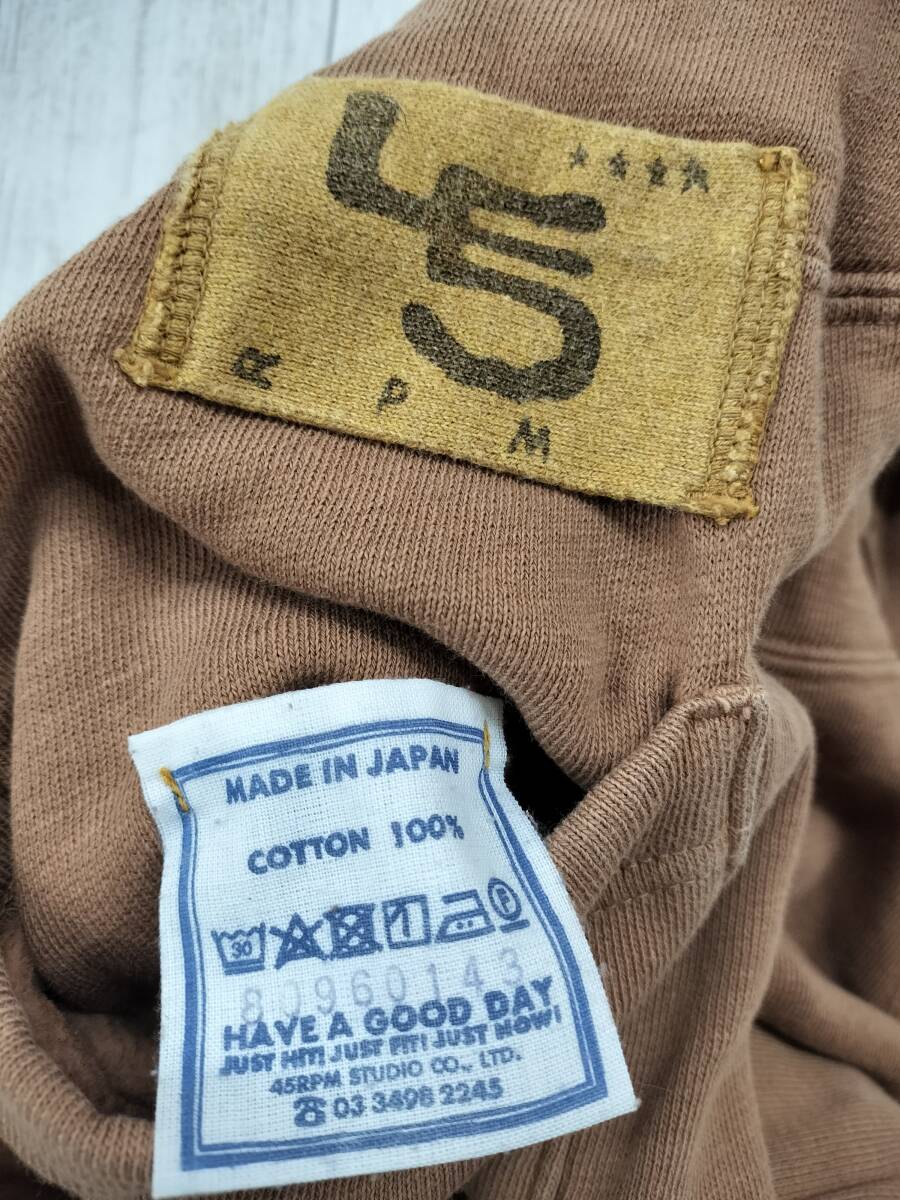 45
R P M
MADE IN JAPAN
COTTON 100%
30 P
80960143
HAVE A GOOD DAY
JUST HIT! JUST FIT! JUST NOW!
45RPM STUDIO CO., LTD.
☎ 03 3498 2245